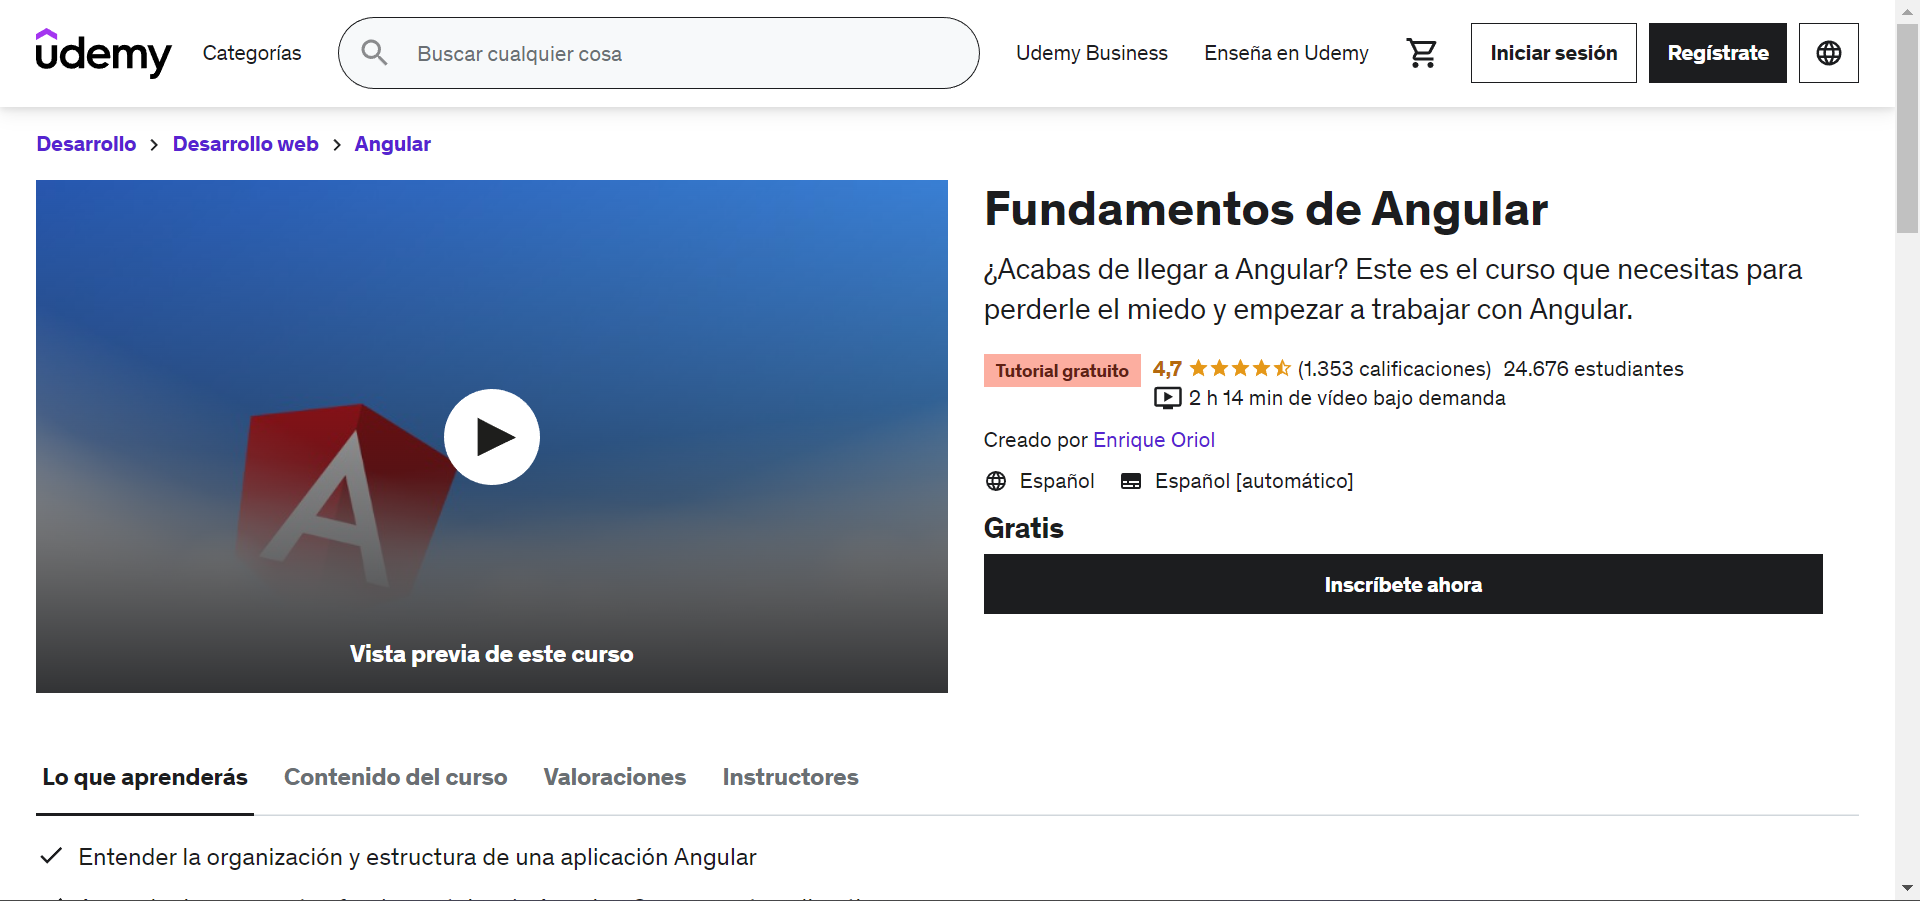 udemy
Categorías
Buscar cualquier cosa
Udemy Business
Enseña en Udemy
Iniciar sesión
Regístrate
Desarrollo
Desarrollo web
Angular
Vista previa de este curso
Fundamentos de Angular
¿Acabas de llegar a Angular? Este es el curso que necesitas para
perderle el miedo y empezar a trabajar con Angular.
Tutorial gratuito
4,7 (1.353 calificaciones) 24.676 estudiantes
2 h 14 min de vídeo bajo demanda
Creado por Enrique Oriol
Español
Español [automático]
Gratis
Inscríbete ahora
Lo que aprenderás
Contenido del curso
Valoraciones
Instructores
Entender la organización y estructura de una aplicación Angular